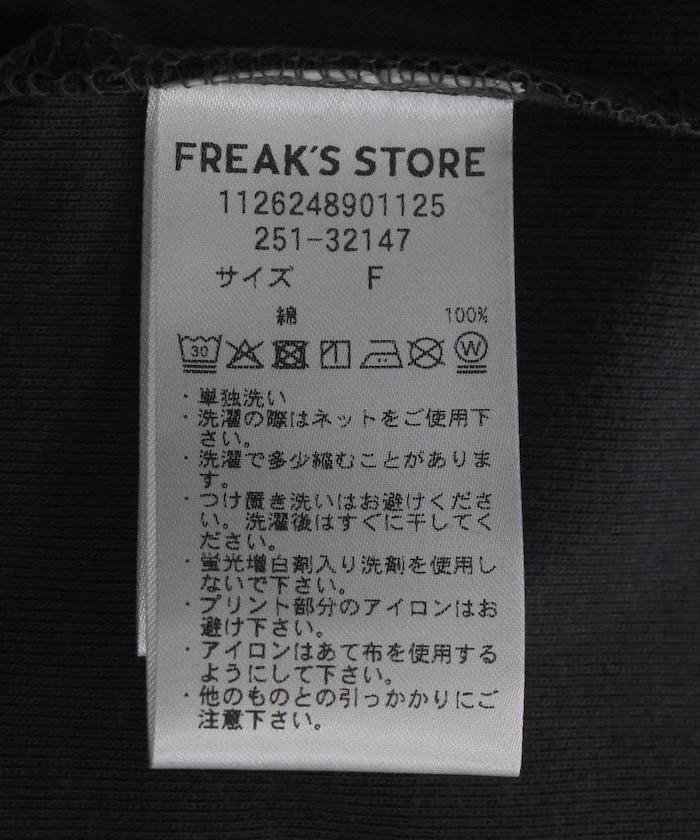 FREAK'S STORE
1126248901125
251-32147
サイズ F
綿 100%
30 W
・単独洗い
・洗濯の際はネットをご使用下
さい。
・洗濯で多少縮むことがありま
す。
・つけ置き洗いはお避けくださ
い。洗濯後はすぐに干してく
ださい。
・蛍光増白剤入り洗剤を使用し
ないで下さい。
・プリント部分のアイロンはお
避け下さい。
・アイロンはあて布を使用する
ようにして下さい。
・他のものとの引っかかりにご
注意下さい。